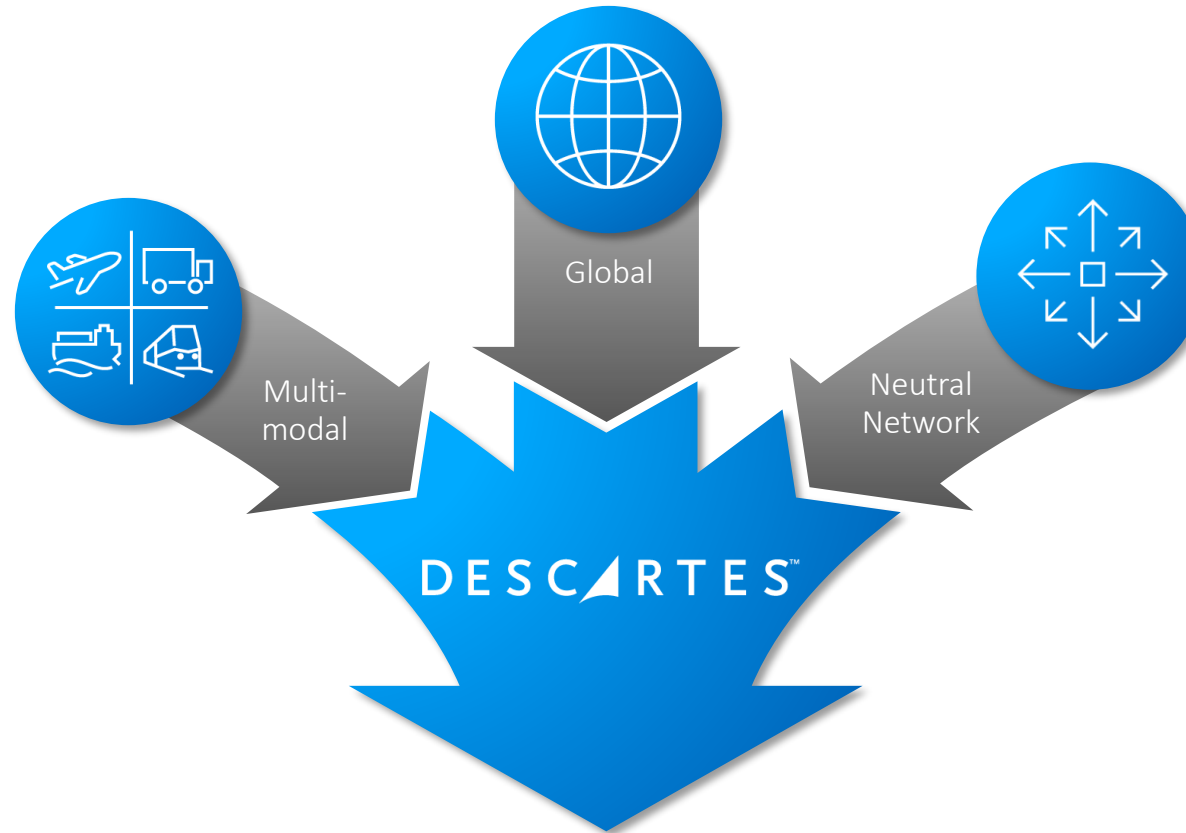 Global
Multi-
modal
Neutral
Network
DESCARTES™